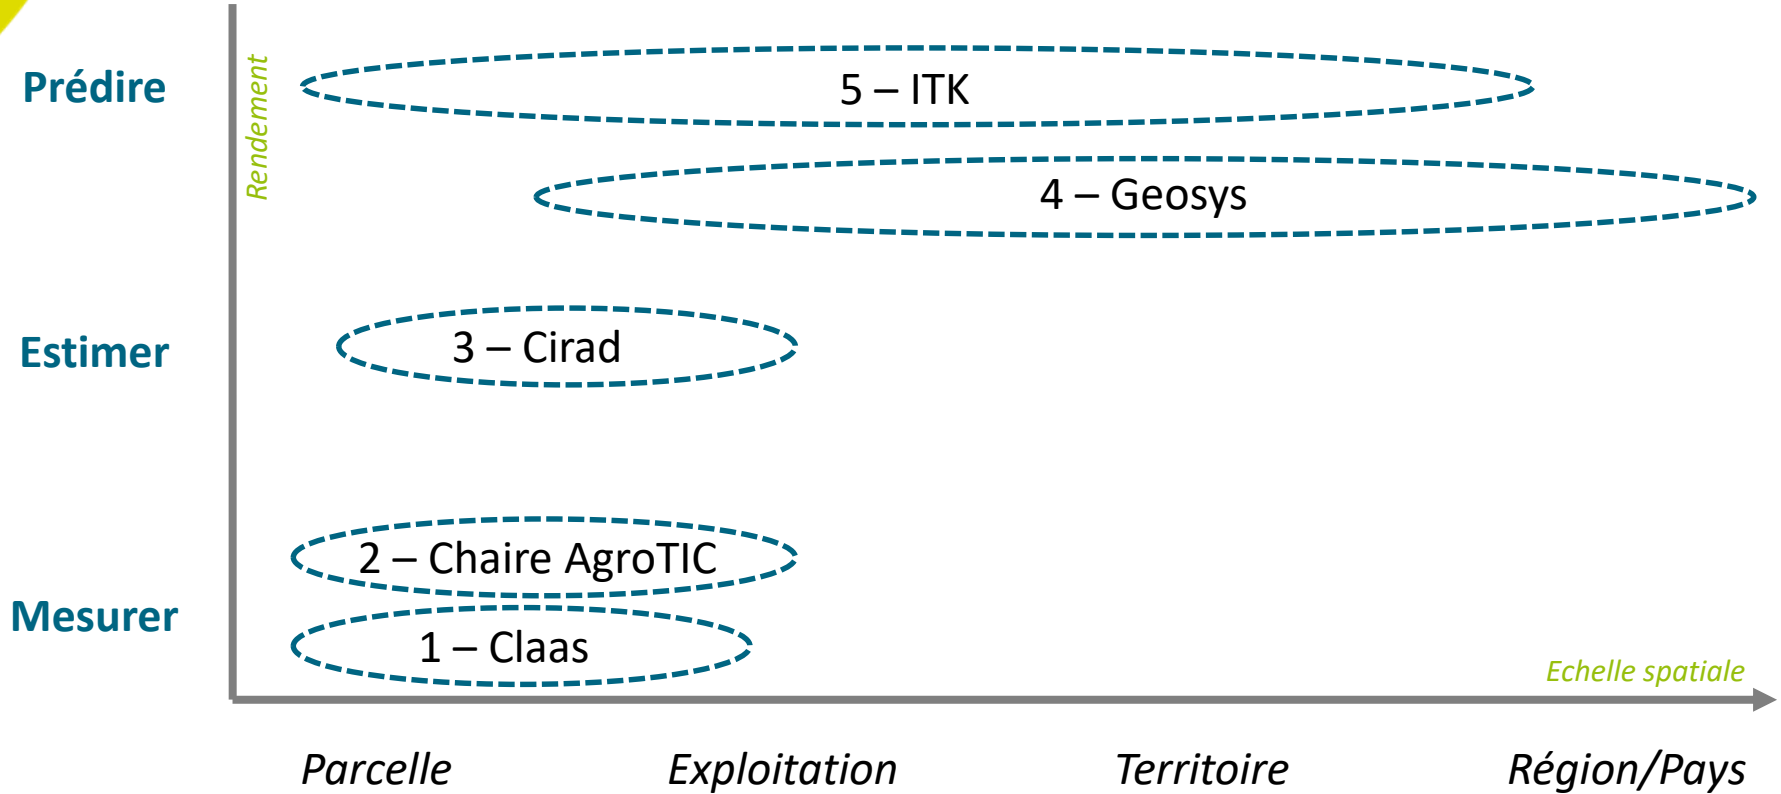 Prédire
Rendement
5 – ITK
4 – Geosys
Estimer
3 – Cirad
2 – Chaire AgroTIC
Mesurer
1 – Claas
Echelle spatiale
Parcelle
Exploitation
Territoire
Région/Pays